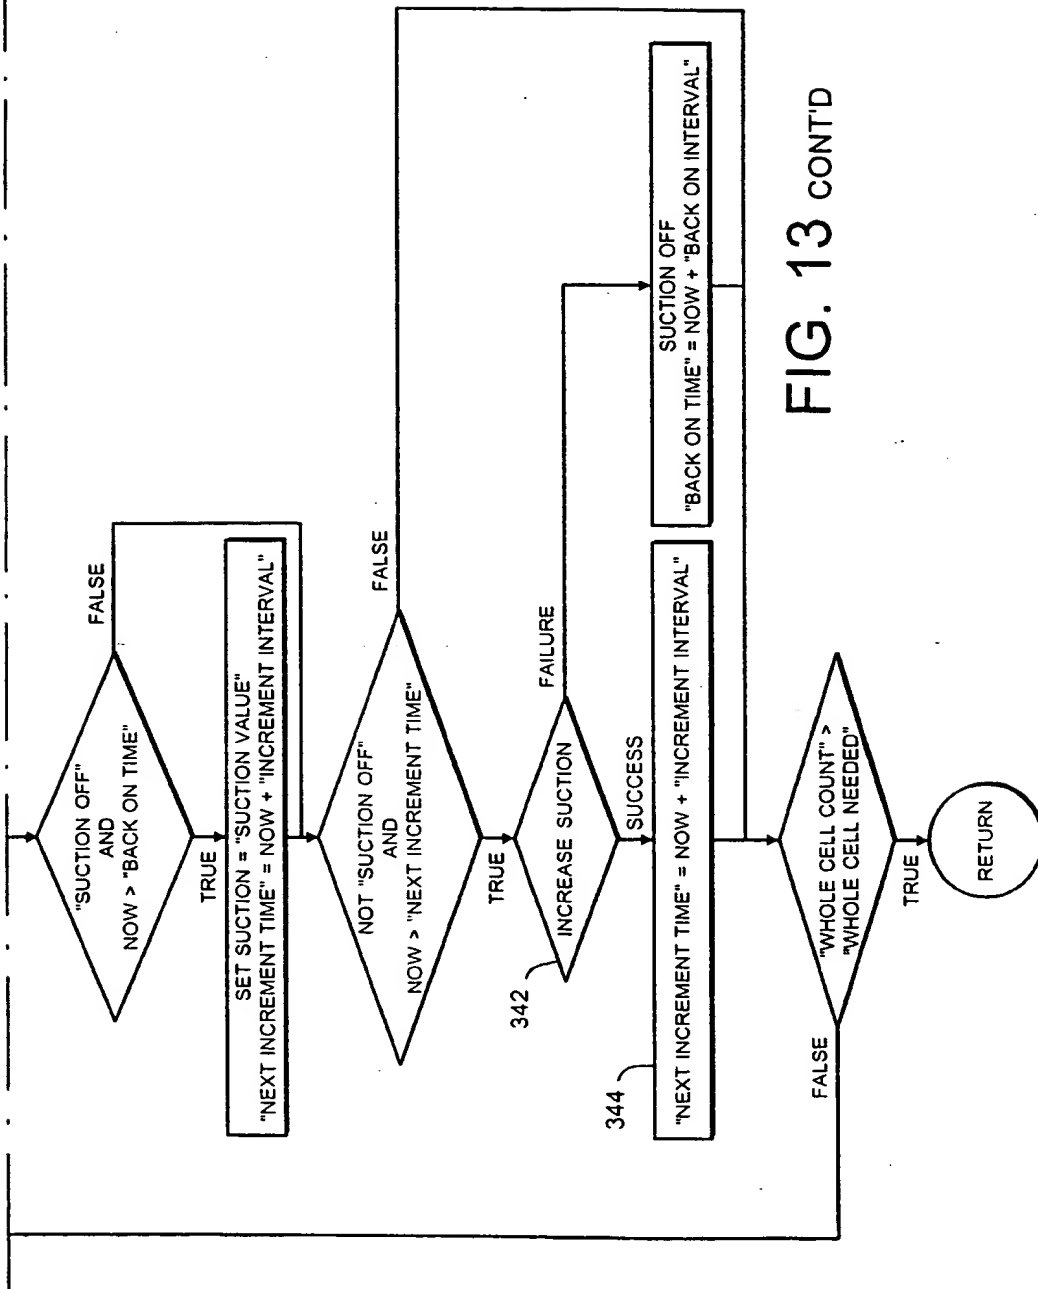 "SUCTION OFF"
AND
NOW > "BACK ON TIME"
FALSE
TRUE
SET SUCTION = "SUCTION VALUE"
"NEXT INCREMENT TIME" = NOW + "INCREMENT INTERVAL"
NOT "SUCTION OFF"
AND
NOW > "NEXT INCREMENT TIME"
FALSE
TRUE
342
INCREASE SUCTION
FAILURE
SUCCESS
344
"NEXT INCREMENT TIME" = NOW + "INCREMENT INTERVAL"
SUCTION OFF
"BACK ON TIME" = NOW + "BACK ON INTERVAL"
"WHOLE CELL COUNT" >
"WHOLE CELL NEEDED"
FALSE
TRUE
RETURN
FIG. 13 CONT'D